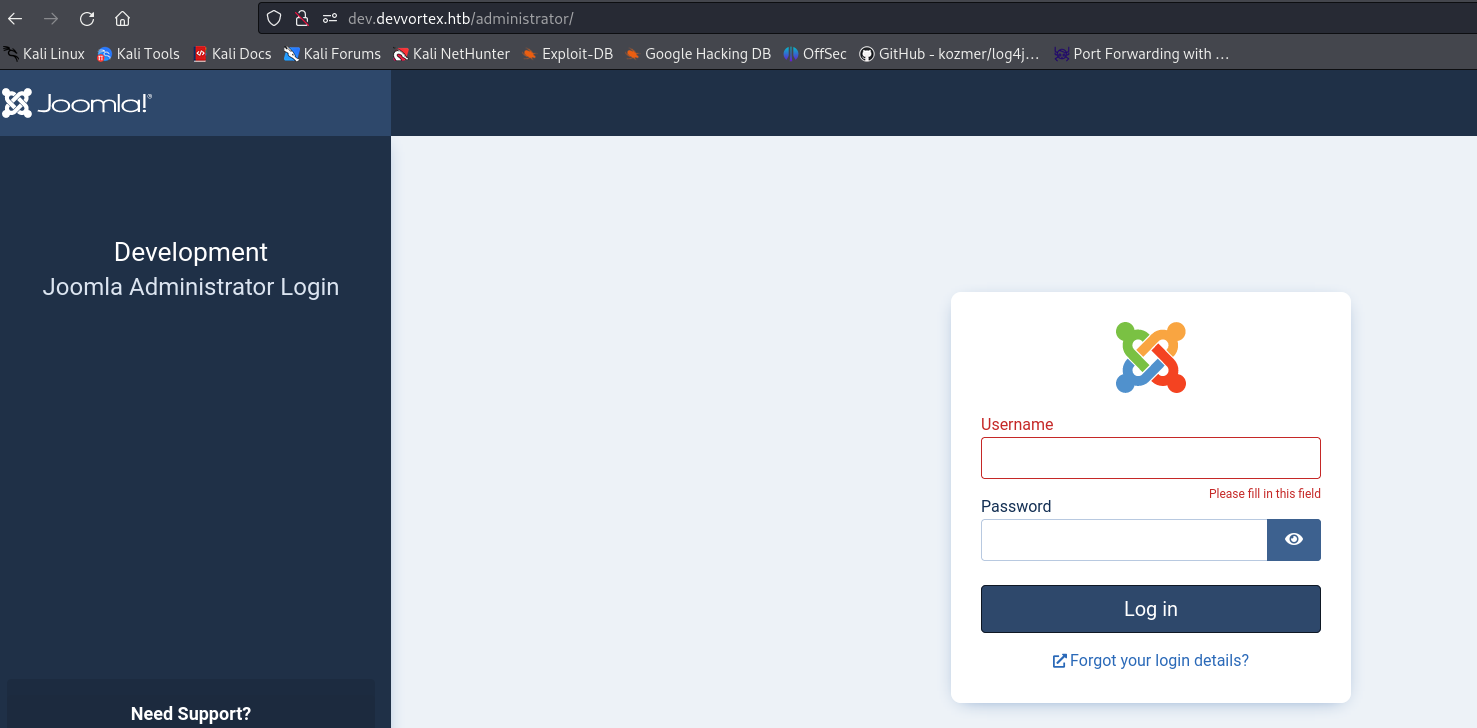 dev.devvortex.htb/administrator/
Kali Linux Kali Tools Kali Docs Kali Forums Kali NetHunter Exploit-DB Google Hacking DB OffSec GitHub - kozmer/log4j… Port Forwarding with …
Joomla!®
Development
Joomla Administrator Login
Username
Please fill in this field
Password
Log in
Forgot your login details?
Need Support?